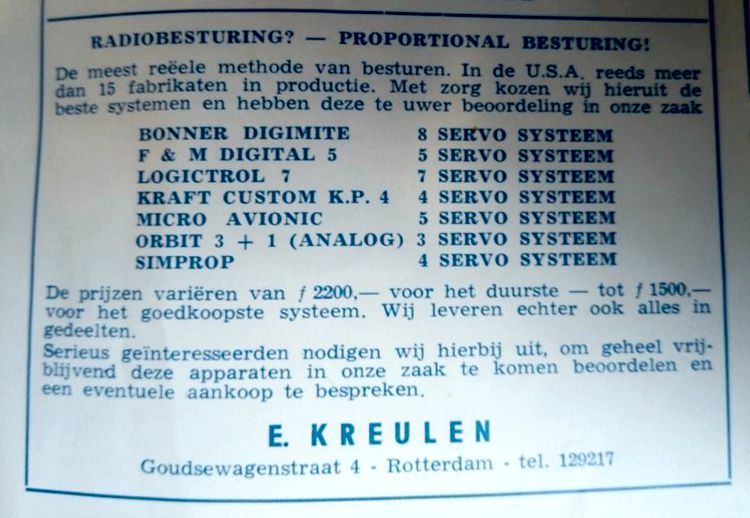 RADIOBESTURING? — PROPORTIONAL BESTURING!
De meest reëele methode van besturen. In de U.S.A. reeds meer
dan 15 fabrikaten in productie. Met zorg kozen wij hieruit de
beste systemen en hebben deze te uwer beoordeling in onze zaak
BONNER DIGIMITE 8 SERVO SYSTEEM
F & M DIGITAL 5 5 SERVO SYSTEEM
LOGICTROL 7 7 SERVO SYSTEEM
KRAFT CUSTOM K.P. 4 4 SERVO SYSTEEM
MICRO AVIONIC 5 SERVO SYSTEEM
ORBIT 3 + 1 (ANALOG) 3 SERVO SYSTEEM
SIMPROP 4 SERVO SYSTEEM
De prijzen variëren van ƒ 2200,— voor het duurste — tot ƒ 1500,—
voor het goedkoopste systeem. Wij leveren echter ook alles in
gedeelten.
Serieus geïnteresseerden nodigen wij hierbij uit, om geheel vrij-
blijvend deze apparaten in onze zaak te komen beoordelen en
een eventuele aankoop te bespreken.
E. KREULEN
Goudsewagenstraat 4 - Rotterdam - tel. 129217